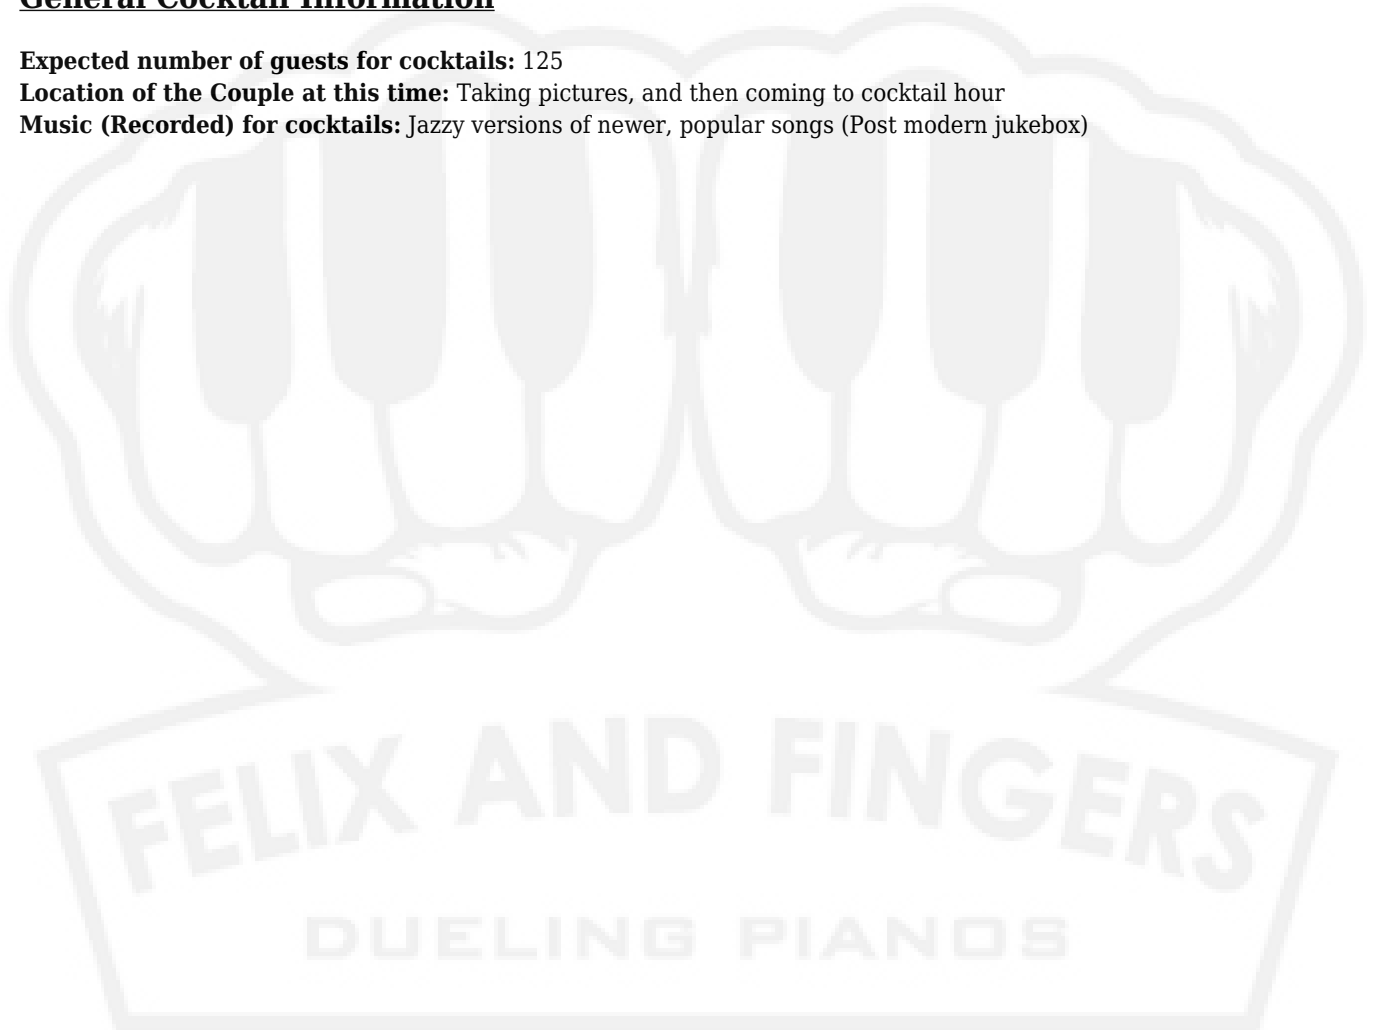 General Cocktail Information
Expected number of guests for cocktails: 125
Location of the Couple at this time: Taking pictures, and then coming to cocktail hour
Music (Recorded) for cocktails: Jazzy versions of newer, popular songs (Post modern jukebox)
FELIX AND FINGERS
DUELING PIANOS